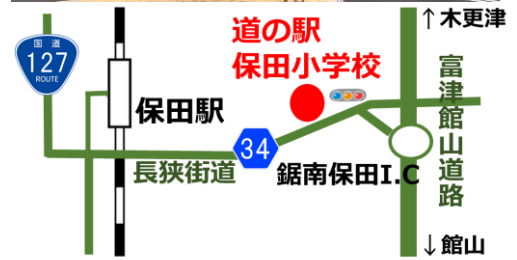 国道
127
ROUTE
道の駅
保田小学校
↑木更津
保田駅
富津館山道路
34
長狭街道
鋸南保田I.C
↓館山